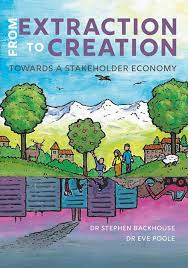 FROM
EXTRACTION
TO CREATION
TOWARDS A STAKEHOLDER ECONOMY
DR STEPHEN BACKHOUSE
DR EVE POOLE